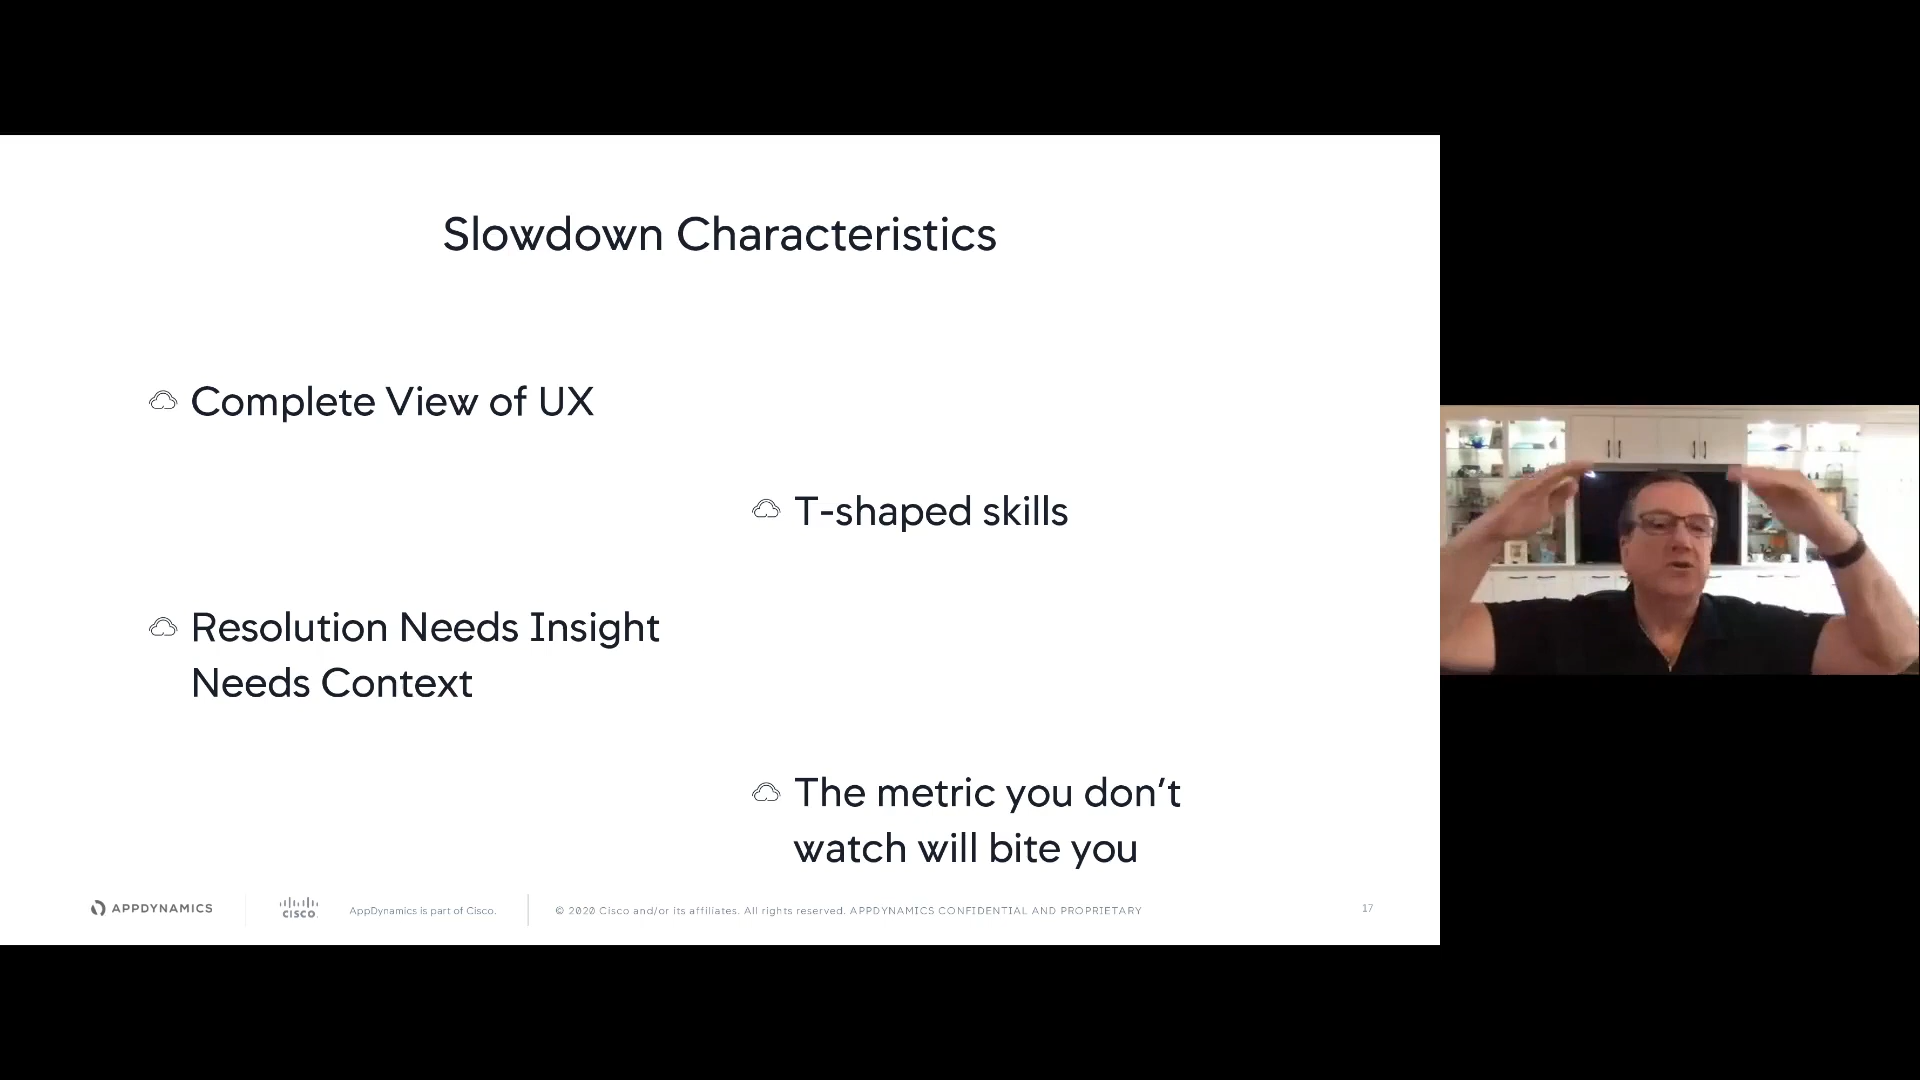 Slowdown Characteristics
Complete View of UX
T-shaped skills
Resolution Needs Insight
Needs Context
The metric you don’t
watch will bite you
APPDYNAMICS
CISCO
AppDynamics is part of Cisco.
© 2020 Cisco and/or its affiliates. All rights reserved. APPDYNAMICS CONFIDENTIAL AND PROPRIETARY
17